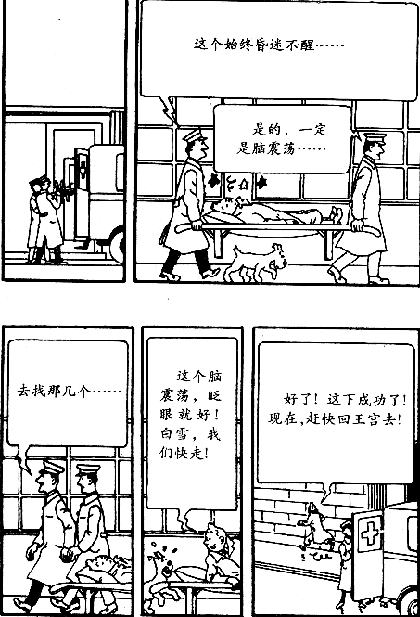 这个始终昏迷不醒……
是的．一定
是脑震荡……
去找那几个……
这个脑
震荡，眨
眼就好！
白雪，我
们快走！
好了！这下成功了！
现在，赶快回王宫去！